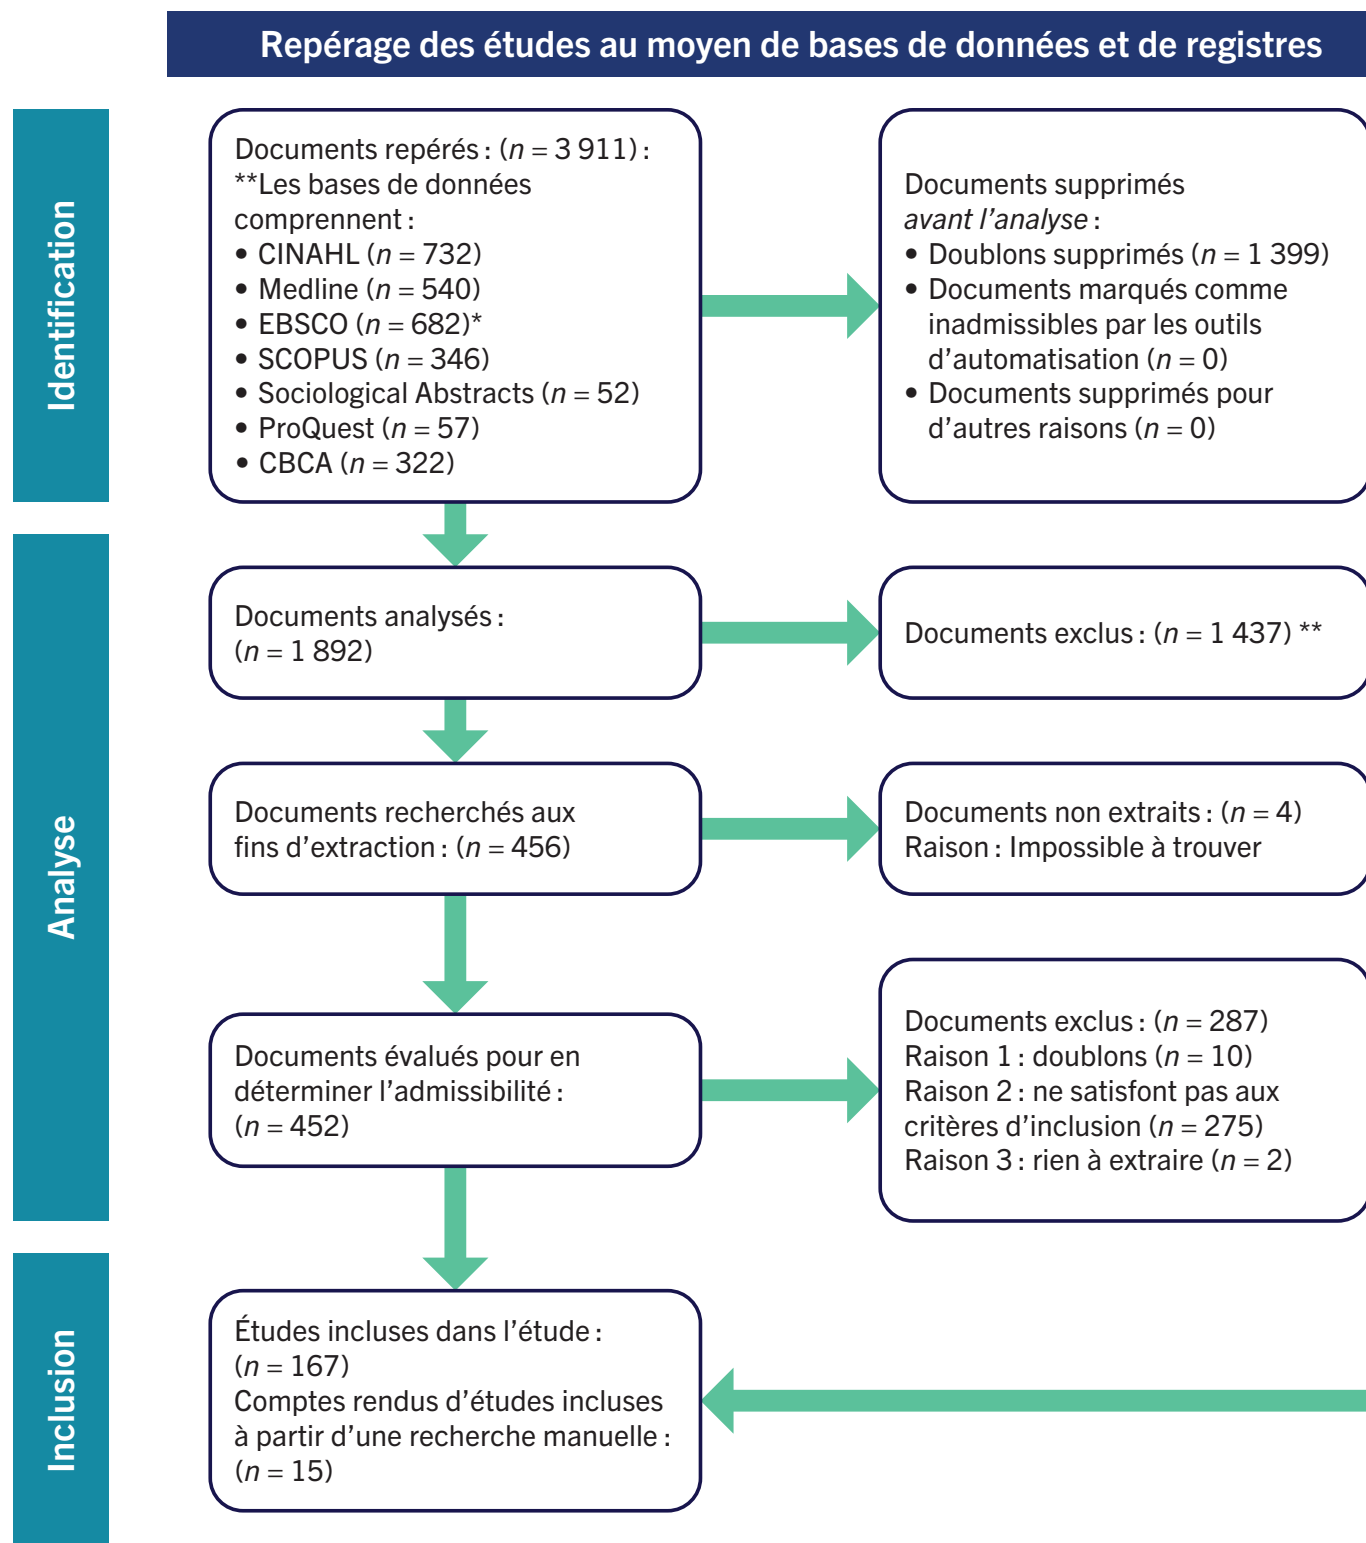 Repérage des études au moyen de bases de données et de registres
Identification
Documents repérés : (n = 3 911) :
**Les bases de données
comprennent :
• CINAHL (n = 732)
• Medline (n = 540)
• EBSCO (n = 682)*
• SCOPUS (n = 346)
• Sociological Abstracts (n = 52)
• ProQuest (n = 57)
• CBCA (n = 322)
Documents supprimés
avant l’analyse :
• Doublons supprimés (n = 1 399)
• Documents marqués comme
inadmissibles par les outils
d’automatisation (n = 0)
• Documents supprimés pour
d’autres raisons (n = 0)
Analyse
Documents analysés :
(n = 1 892)
Documents exclus : (n = 1 437) **
Documents recherchés aux
fins d’extraction : (n = 456)
Documents non extraits : (n = 4)
Raison : Impossible à trouver
Documents évalués pour en
déterminer l’admissibilité :
(n = 452)
Documents exclus : (n = 287)
Raison 1 : doublons (n = 10)
Raison 2 : ne satisfont pas aux
critères d’inclusion (n = 275)
Raison 3 : rien à extraire (n = 2)
Inclusion
Études incluses dans l’étude :
(n = 167)
Comptes rendus d’études incluses
à partir d’une recherche manuelle :
(n = 15)